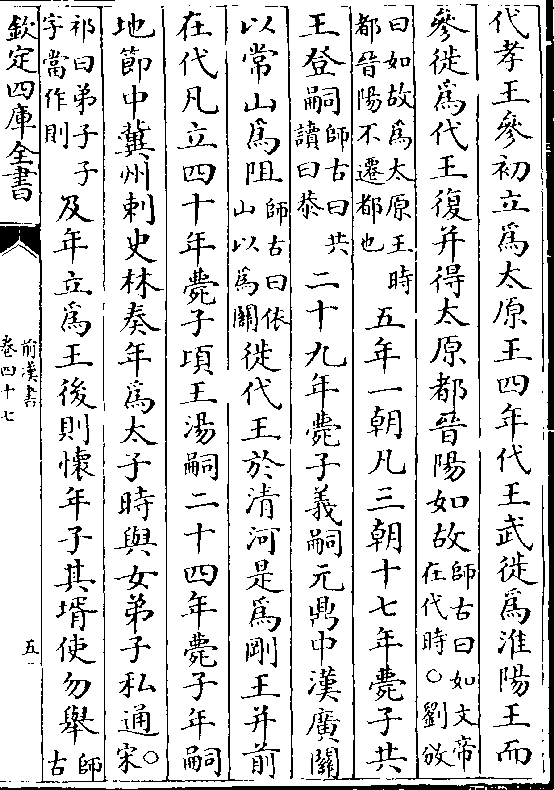 代孝王參初立爲太原王四年代王武徙爲淮陽王而
參徙爲代王復并得太原都晉陽如故師古曰如文帝在代時○劉攽
曰如故爲太原王時都晉陽不遷都也五年一朝凡三朝十七年薨子共
王登嗣師古曰共讀曰恭二十九年薨子義嗣元鼎中漢廣關
以常山爲阻師古曰依山以爲關徙代王於清河是爲剛王并前
在代凡立四十年薨子頃王湯嗣二十四年薨子年嗣
地節中冀州刺史林奏年爲太子時與女弟子私通○宋
祁曰弟子子字當作則及年立爲王後則懷年子其壻使勿舉師古
欽定四庫全書
前漢書
卷四十七
五